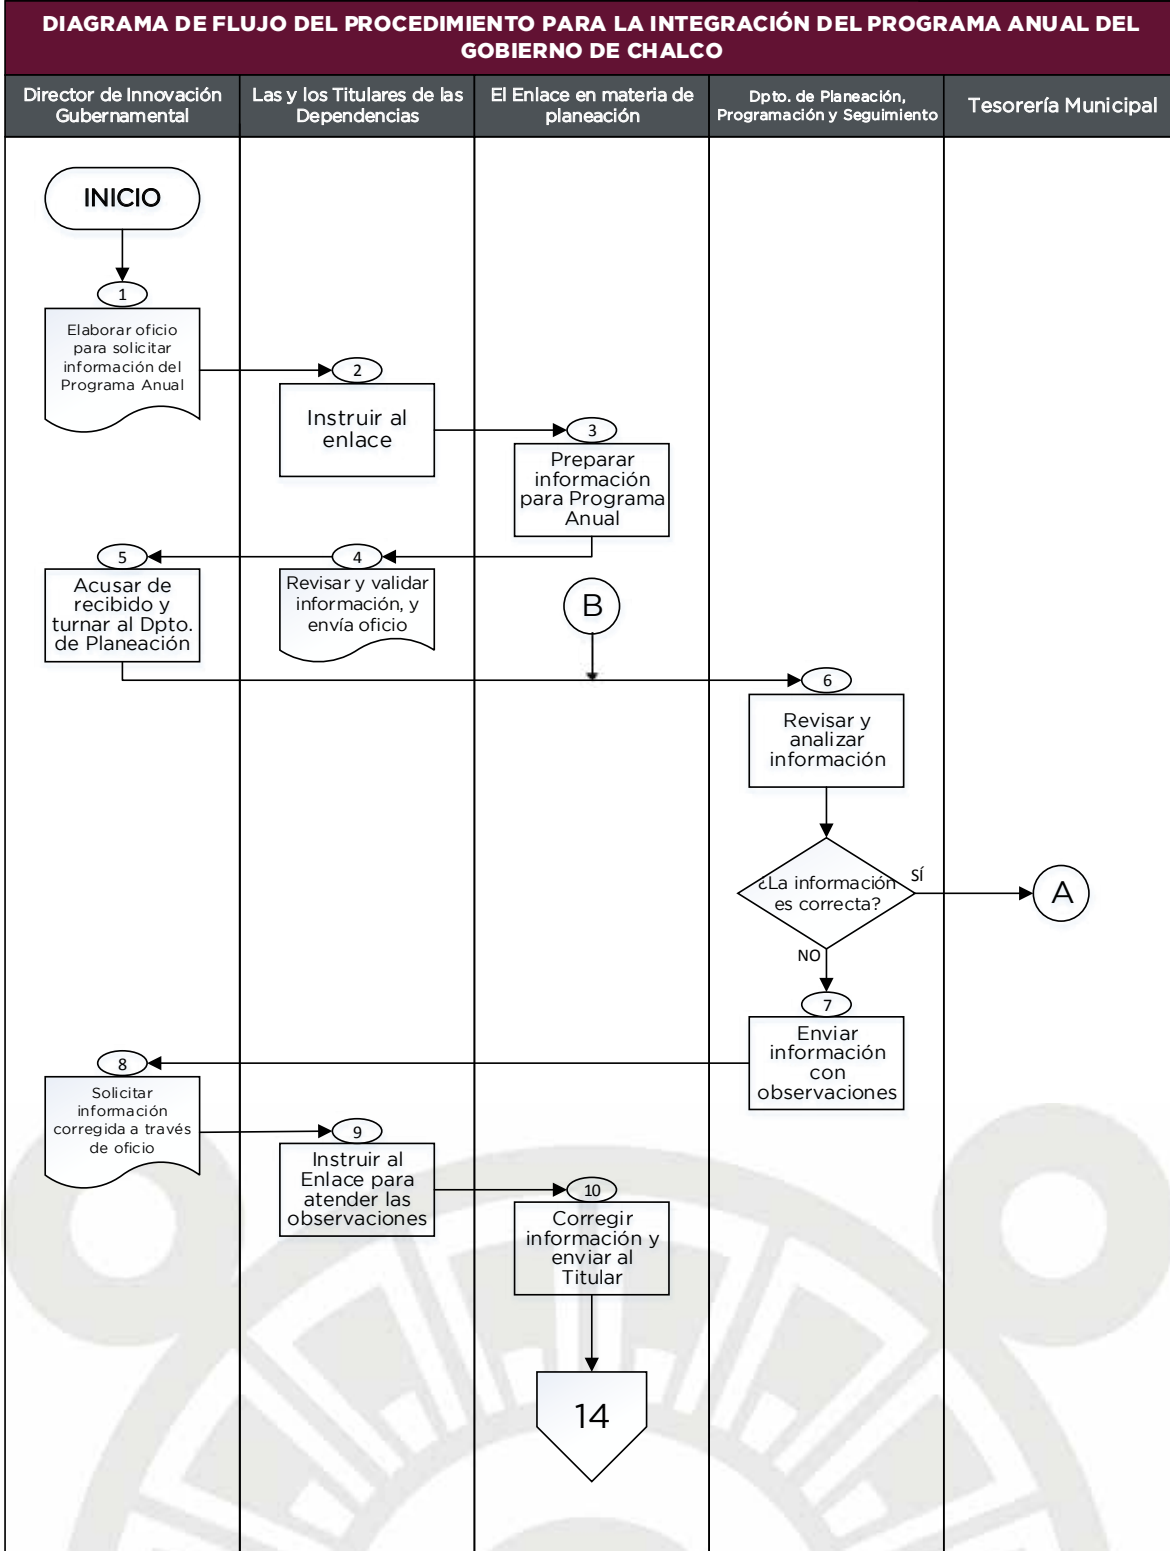 DIAGRAMA DE FLUJO DEL PROCEDIMIENTO PARA LA INTEGRACIÓN DEL PROGRAMA ANUAL DEL
GOBIERNO DE CHALCO
Director de Innovación
Gubernamental
Las y los Titulares de las
Dependencias
El Enlace en materia de
planeación
Dpto. de Planeación,
Programación y Seguimiento
Tesorería Municipal
INICIO
1
Elaborar oficio
para solicitar
información del
Programa Anual
2
Instruir al
enlace
3
Preparar
información
para Programa
Anual
4
Revisar y validar
información, y
envía oficio
5
Acusar de
recibido y
turnar al Dpto.
de Planeación
B
6
Revisar y
analizar
información
¿La información
es correcta?
SÍ
A
NO
7
Enviar
información
con
observaciones
8
Solicitar
información
corregida a través
de oficio
9
Instruir al
Enlace para
atender las
observaciones
10
Corregir
información y
enviar al
Titular
14